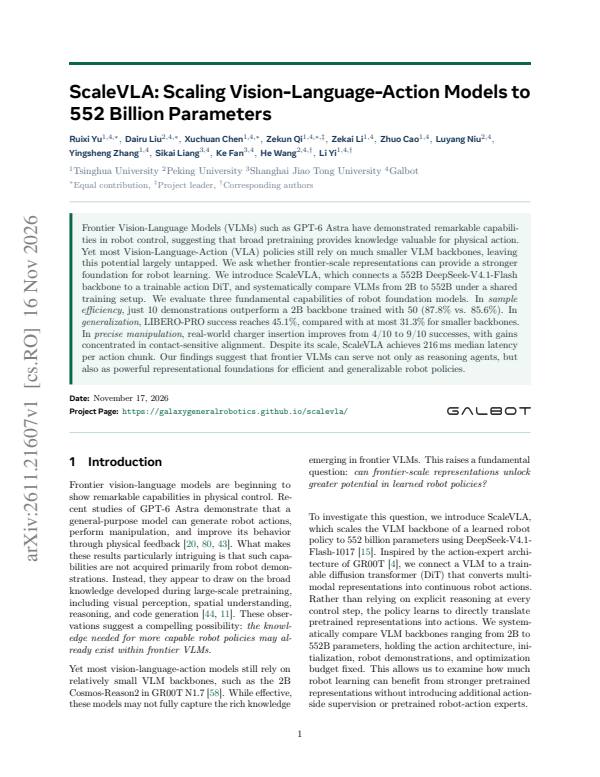 arXiv:2611.21607v1 [cs.RO] 16 Nov 2026
ScaleVLA: Scaling Vision-Language-Action Models to
552 Billion Parameters
Ruixi Yu1,4,*, Dairu Liu2,4,*, Xuchuan Chen1,4,*, Zekun Qi1,4,*,‡, Zekai Li1,4, Zhuo Cao1,4, Luyang Niu2,4,
Yingsheng Zhang1,4, Sikai Liang3,4, Ke Fan3,4, He Wang2,4,†, Li Yi1,4,†
1Tsinghua University 2Peking University 3Shanghai Jiao Tong University 4Galbot
*Equal contribution, ‡Project leader, †Corresponding authors
Frontier Vision-Language Models (VLMs) such as GPT-6 Astra have demonstrated remarkable capabili-
ties in robot control, suggesting that broad pretraining provides knowledge valuable for physical action.
Yet most Vision-Language-Action (VLA) policies still rely on much smaller VLM backbones, leaving
this potential largely untapped. We ask whether frontier-scale representations can provide a stronger
foundation for robot learning. We introduce ScaleVLA, which connects a 552B DeepSeek-V4.1-Flash
backbone to a trainable action DiT, and systematically compare VLMs from 2B to 552B under a shared
training setup. We evaluate three fundamental capabilities of robot foundation models. In sample
efficiency, just 10 demonstrations outperform a 2B backbone trained with 50 (87.8% vs. 85.6%). In
generalization, LIBERO-PRO success reaches 45.1%, compared with at most 31.3% for smaller backbones.
In precise manipulation, real-world charger insertion improves from 4/10 to 9/10 successes, with gains
concentrated in contact-sensitive alignment. Despite its scale, ScaleVLA achieves 216 ms median latency
per action chunk. Our findings suggest that frontier VLMs can serve not only as reasoning agents, but
also as powerful representational foundations for efficient and generalizable robot policies.
Date: November 17, 2026
Project Page: https://galaxygeneralrobotics.github.io/scalevla/
GALBOT
1 Introduction
Frontier vision-language models are beginning to
show remarkable capabilities in physical control. Re-
cent studies of GPT-6 Astra demonstrate that a
general-purpose model can generate robot actions,
perform manipulation, and improve its behavior
through physical feedback [20, 80, 43]. What makes
these results particularly intriguing is that such capa-
bilities are not acquired primarily from robot demon-
strations. Instead, they appear to draw on the broad
knowledge developed during large-scale pretraining,
including visual perception, spatial understanding,
reasoning, and code generation [44, 11]. These obser-
vations suggest a compelling possibility: the knowl-
edge needed for more capable robot policies may al-
ready exist within frontier VLMs.
Yet most vision-language-action models still rely on
relatively small VLM backbones, such as the 2B
Cosmos-Reason2 in GR00T N1.7 [58]. While effective,
these models may not fully capture the rich knowledge
emerging in frontier VLMs. This raises a fundamental
question: can frontier-scale representations unlock
greater potential in learned robot policies?
To investigate this question, we introduce ScaleVLA,
which scales the VLM backbone of a learned robot
policy to 552 billion parameters using DeepSeek-V4.1-
Flash-1017 [15]. Inspired by the action-expert archi-
tecture of GR00T [4], we connect a VLM to a train-
able diffusion transformer (DiT) that converts multi-
modal representations into continuous robot actions.
Rather than relying on explicit reasoning at every
control step, the policy learns to directly translate
pretrained representations into actions. We system-
atically compare VLM backbones ranging from 2B to
552B parameters, holding the action architecture, ini-
tialization, robot demonstrations, and optimization
budget fixed. This allows us to examine how much
robot learning can benefit from stronger pretrained
representations without introducing additional action-
side supervision or pretrained robot-action experts.
1